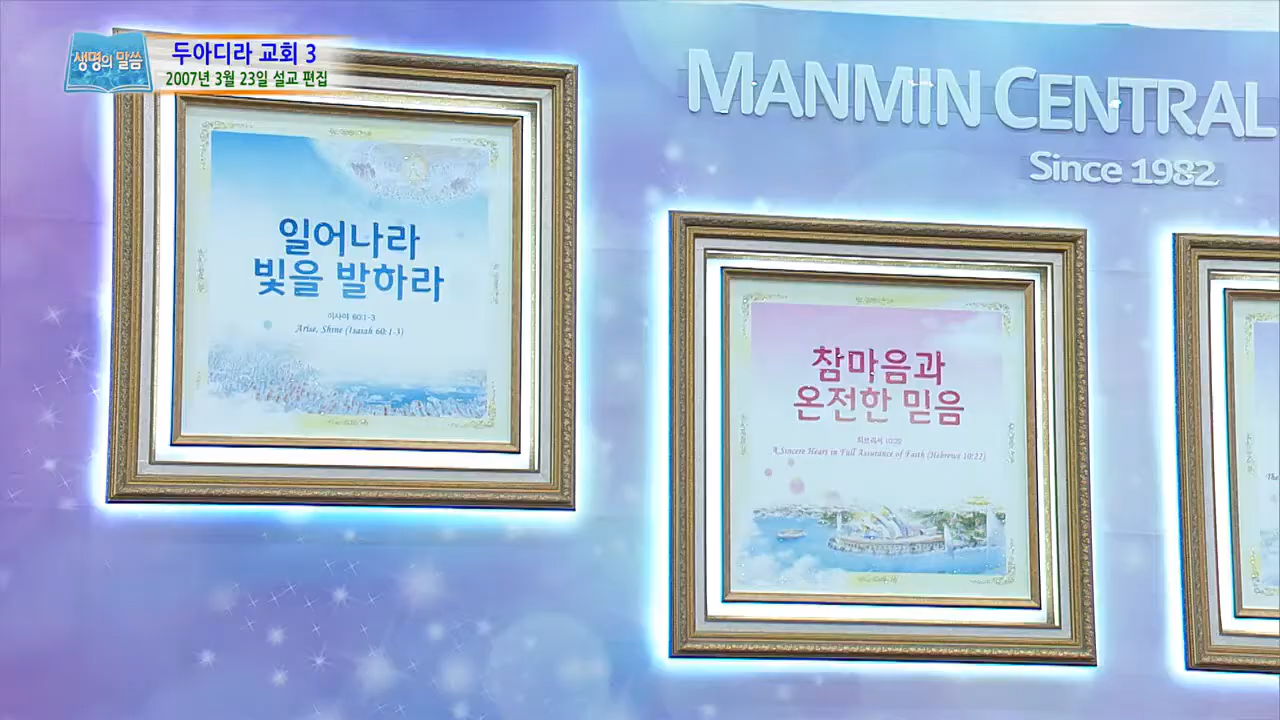 생명의 말씀
두아디라 교회 3
2007년 3월 23일 설교 편집
MANMIN CENTRAL
Since 1982
일어나라
빛을 발하라
이사야 60:1-3
Arise, Shine (Isaiah 60:1-3)
참마음과
온전한 믿음
히브리서 10:22
A Sincere Heart in Full Assurance of Faith (Hebrews 10:22)